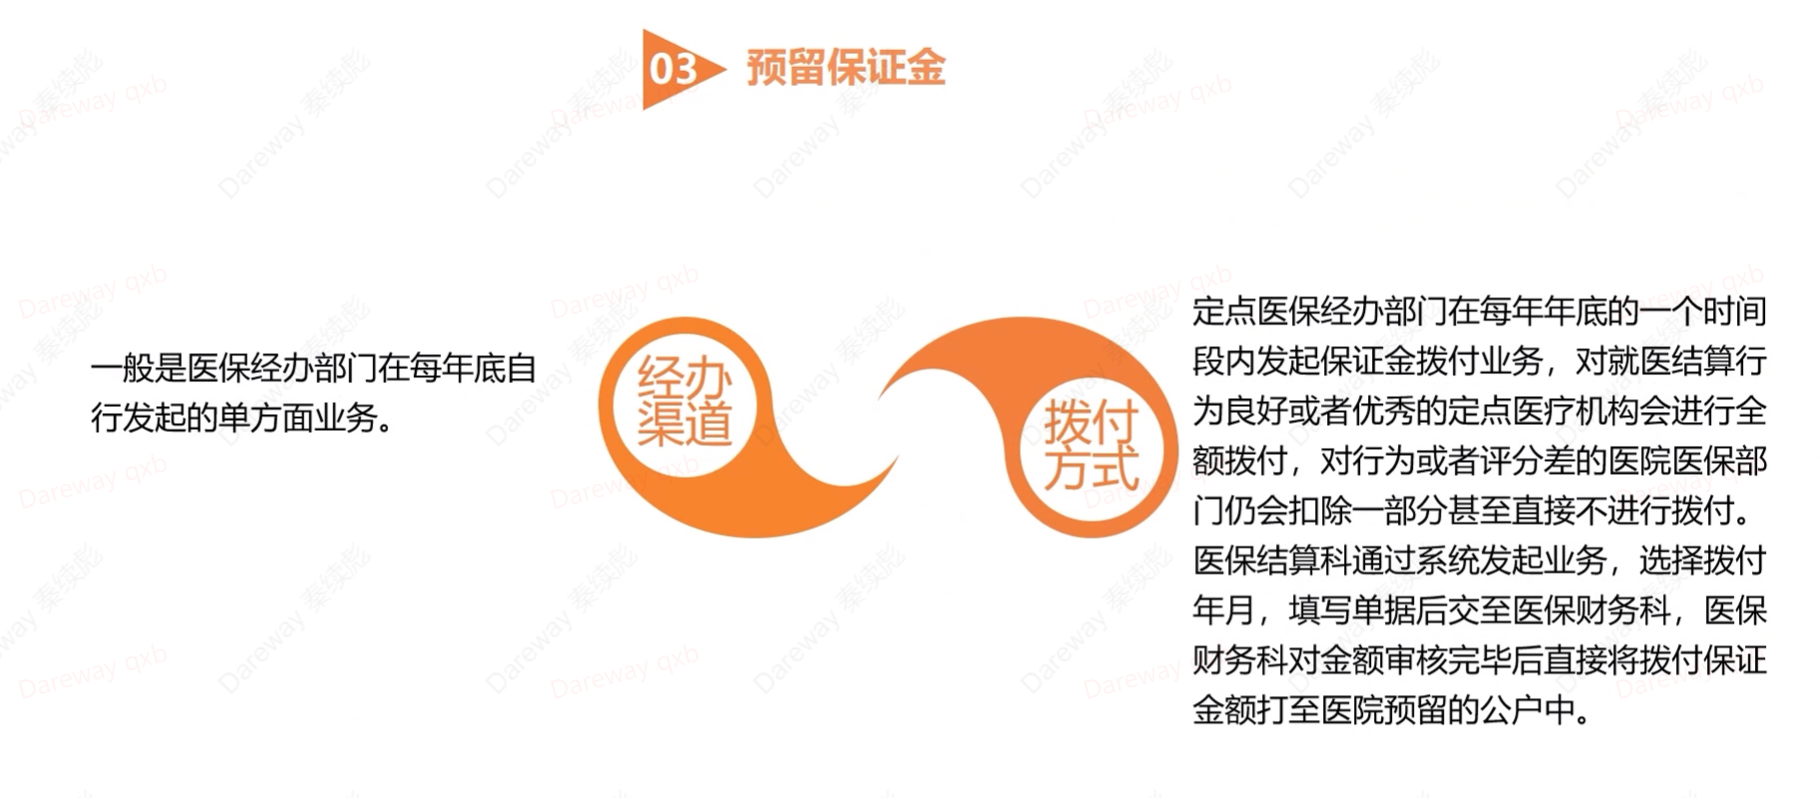 03
预留保证金
一般是医保经办部门在每年底自
行发起的单方面业务。
经办
渠道
拨付
方式
定点医保经办部门在每年年底的一个时间
段内发起保证金拨付业务，对就医结算行
为良好或者优秀的定点医疗机构会进行全
额拨付，对行为或者评分差的医院医保部
门仍会扣除一部分甚至直接不进行拨付。
医保结算科通过系统发起业务，选择拨付
年月，填写单据后交至医保财务科，医保
财务科对金额审核完毕后直接将拨付保证
金额打至医院预留的公户中。
Dareway qxb
Dareway 秦续彪